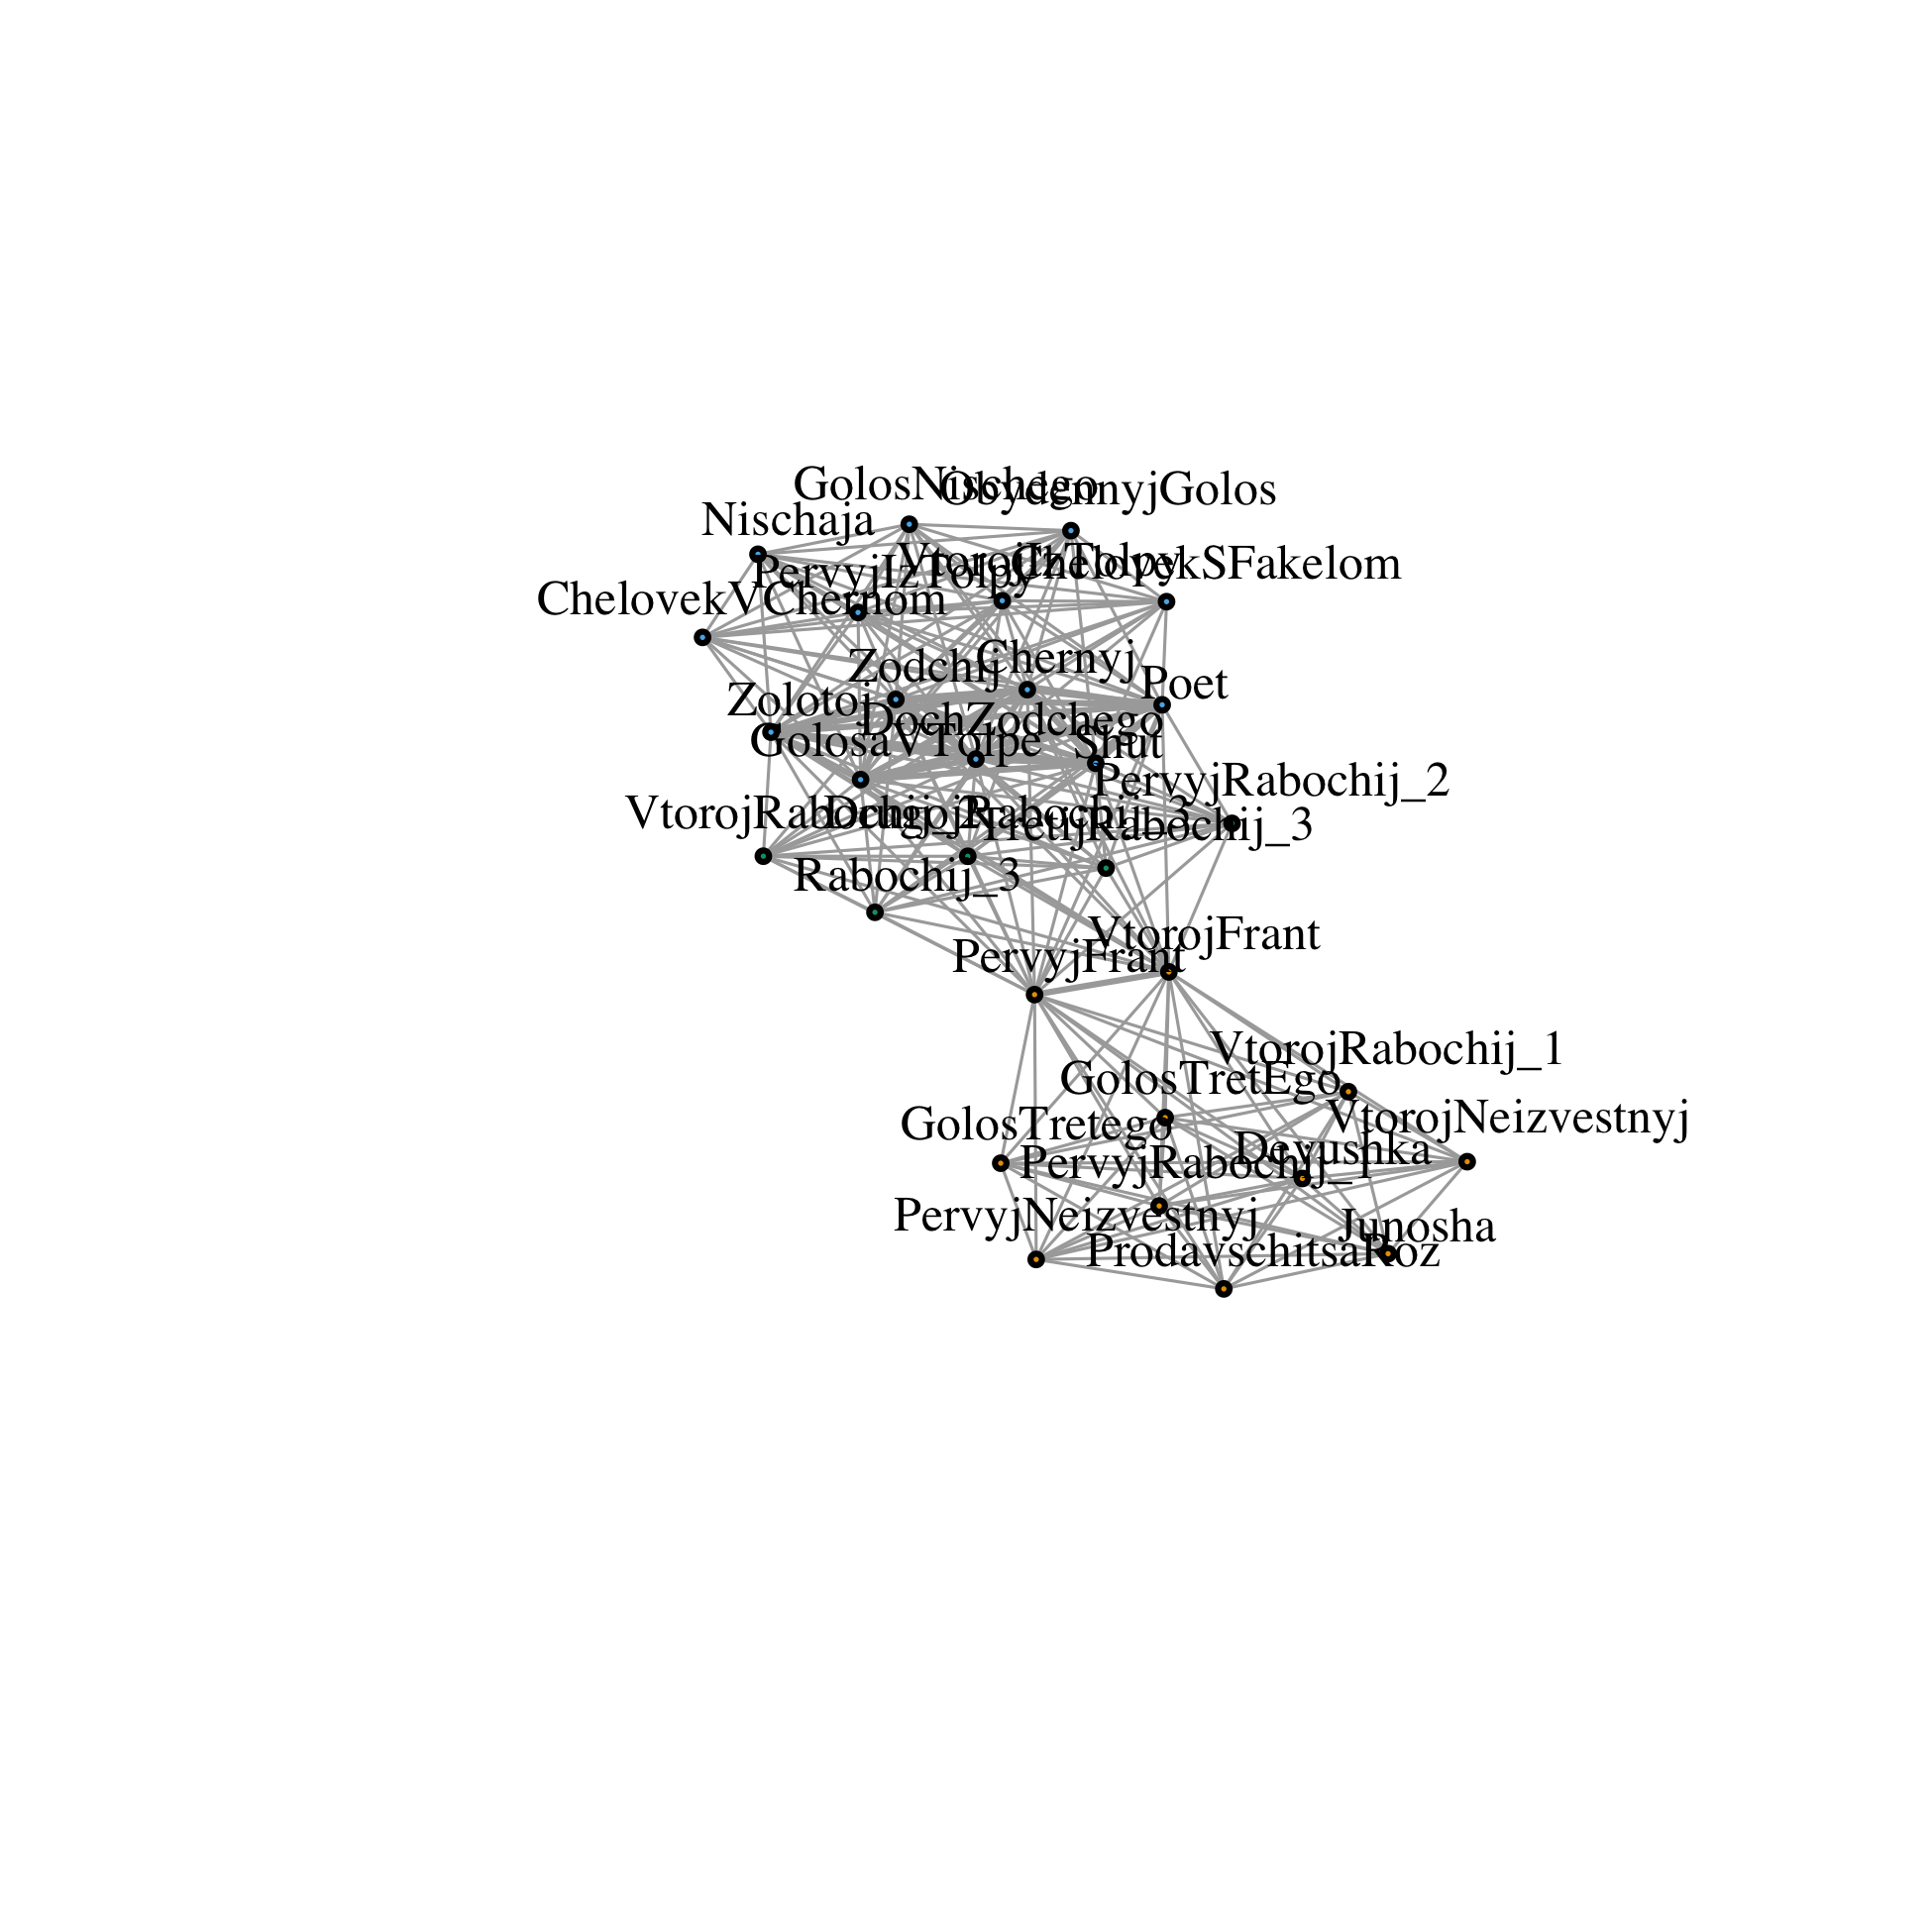 GolosNischego
ObydennyjGolos
Nischaja
VtorojIzTolpy
ChelovekSFakelom
PervyjIzTolpy
ChelovekVChernom
Chernyj
Zodchij
Poet
Zolotoj
DochZodchego
GolosaVTolpe
Shut
PervyjRabochij_2
VtorojRabochij_2
DrugojRabochij_3
TretijRabochij_3
Rabochij_3
VtorojFrant
PervyjFrant
VtorojRabochij_1
GolosTretEgo
VtorojNeizvestnyj
GolosTretego
Devushka
PervyjRabochij_1
PervyjNeizvestnyj
Junosha
ProdavschitsaRoz